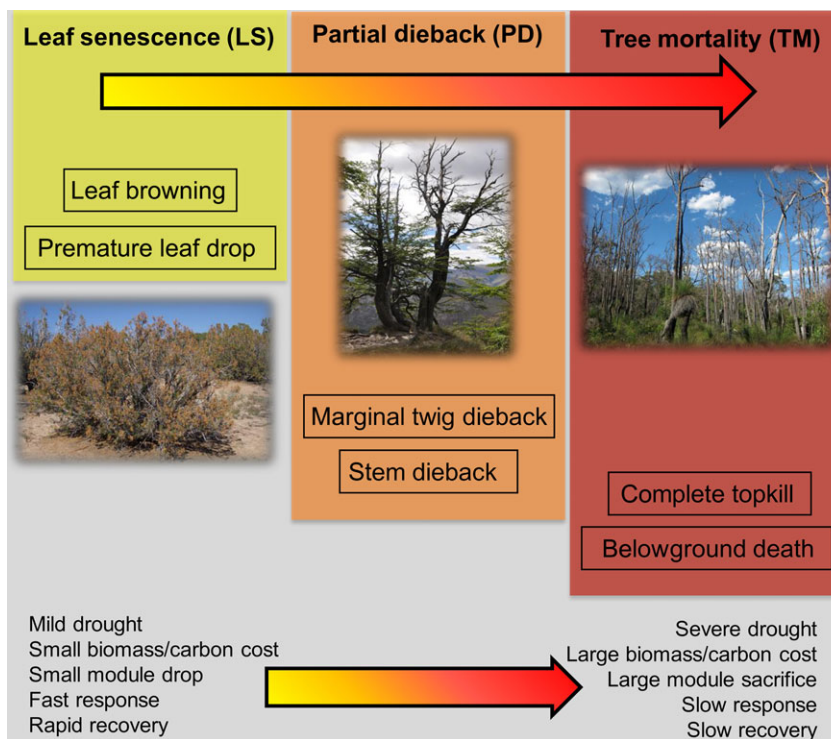 Leaf senescence (LS)
Partial dieback (PD)
Tree mortality (TM)
Leaf browning
Premature leaf drop
Marginal twig dieback
Stem dieback
Complete topkill
Belowground death
Mild drought
Small biomass/carbon cost
Small module drop
Fast response
Rapid recovery
Severe drought
Large biomass/carbon cost
Large module sacrifice
Slow response
Slow recovery